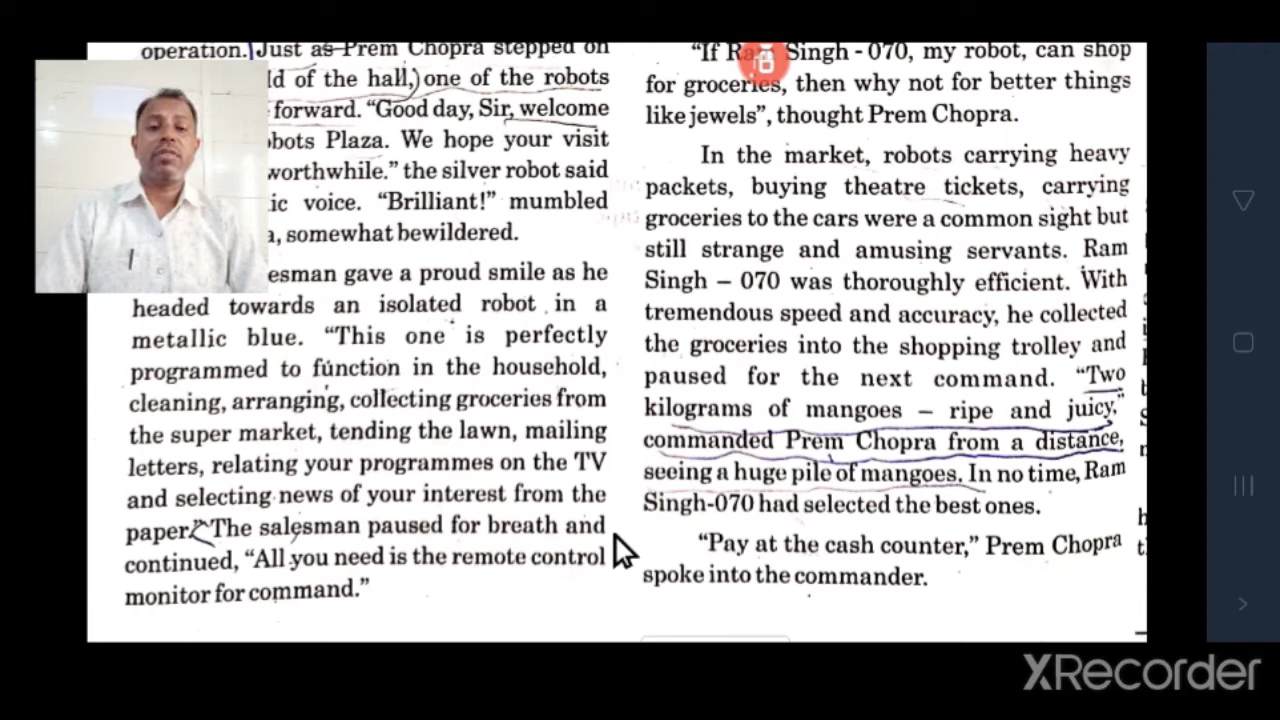 operation. Just as Prem Chopra stepped on
ld of the hall, one of the robots
forward. "Good day, Sir, welcome
bots Plaza. We hope your visit
worthwhile." the silver robot said
ic voice. "Brilliant!" mumbled
a, somewhat bewildered.
esman gave a proud smile as he
headed towards an isolated robot in a
metallic blue. "This one is perfectly
programmed to function in the household,
cleaning, arranging, collecting groceries from
the super market, tending the lawn, mailing
letters, relating your programmes on the TV
and selecting news of your interest from the
paper. The salesman paused for breath and
continued, "All you need is the remote control
monitor for command."
"If Ram Singh - 070, my robot, can shop
for groceries, then why not for better things
like jewels", thought Prem Chopra.
In the market, robots carrying heavy
packets, buying theatre tickets, carrying
groceries to the cars were a common sight but
still strange and amusing servants. Ram
Singh – 070 was thoroughly efficient. With
tremendous speed and accuracy, he collected
the groceries into the shopping trolley and
paused for the next command. "Two
kilograms of mangoes – ripe and juicy,"
commanded Prem Chopra from a distance,
seeing a huge pile of mangoes. In no time, Ram
Singh-070 had selected the best ones.
"Pay at the cash counter," Prem Chopra
spoke into the commander.
XRecorder